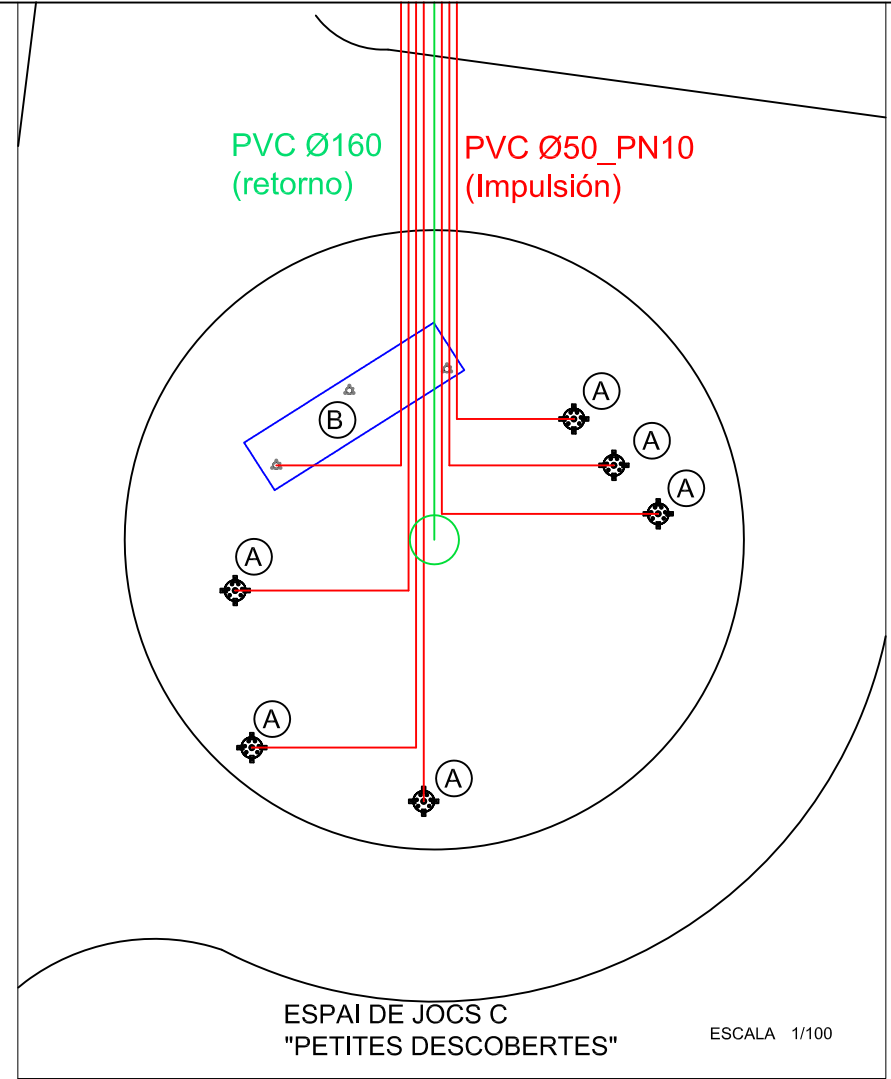 PVC Ø160
(retorno)
PVC Ø50_PN10
(Impulsión)
A
A
B
A
A
A
A
ESPAI DE JOCS C
"PETITES DESCOBERTES"
ESCALA 1/100